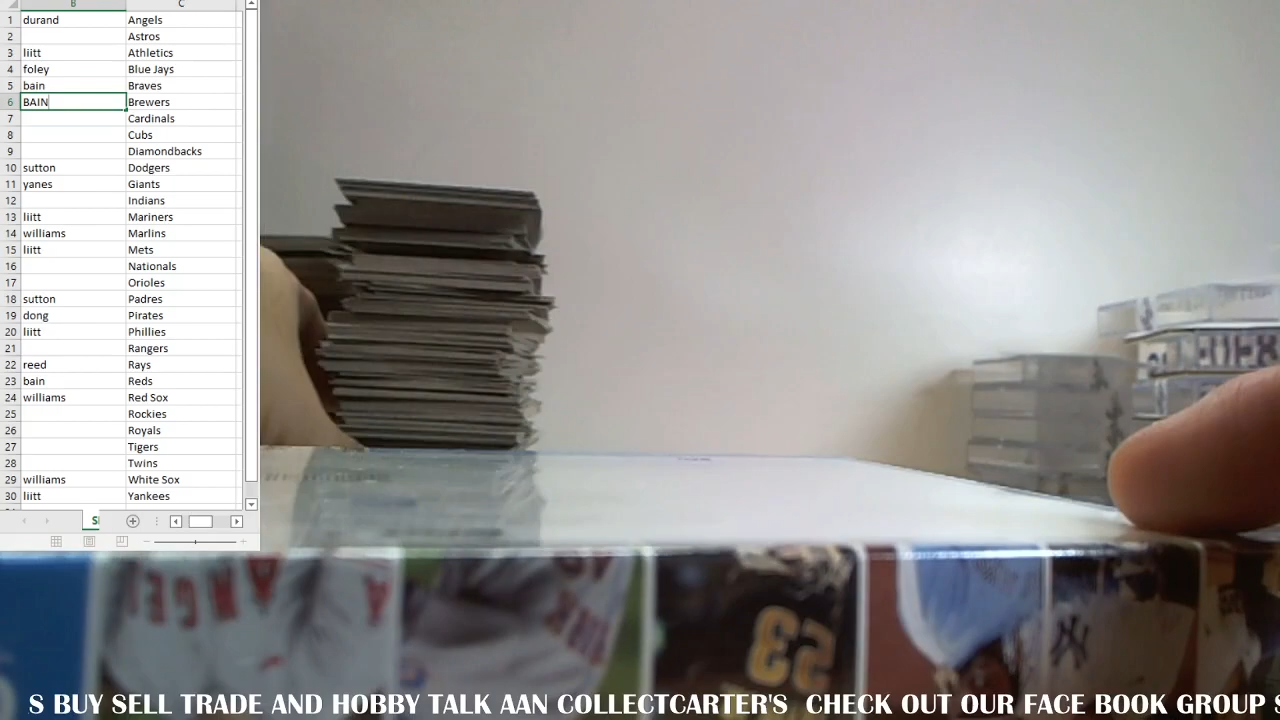 B C
1 durand Angels
2 Astros
3 liitt Athletics
4 foley Blue Jays
5 bain Braves
6 BAIN Brewers
7 Cardinals
8 Cubs
9 Diamondbacks
10 sutton Dodgers
11 yanes Giants
12 Indians
13 liitt Mariners
14 williams Marlins
15 liitt Mets
16 Nationals
17 Orioles
18 sutton Padres
19 dong Pirates
20 liitt Phillies
21 Rangers
22 reed Rays
23 bain Reds
24 williams Red Sox
25 Rockies
26 Royals
27 Tigers
28 Twins
29 williams White Sox
30 liitt Yankees
53
S BUY SELL TRADE AND HOBBY TALK AAN COLLECTCARTER'S CHECK OUT OUR FACE BOOK GROUP S